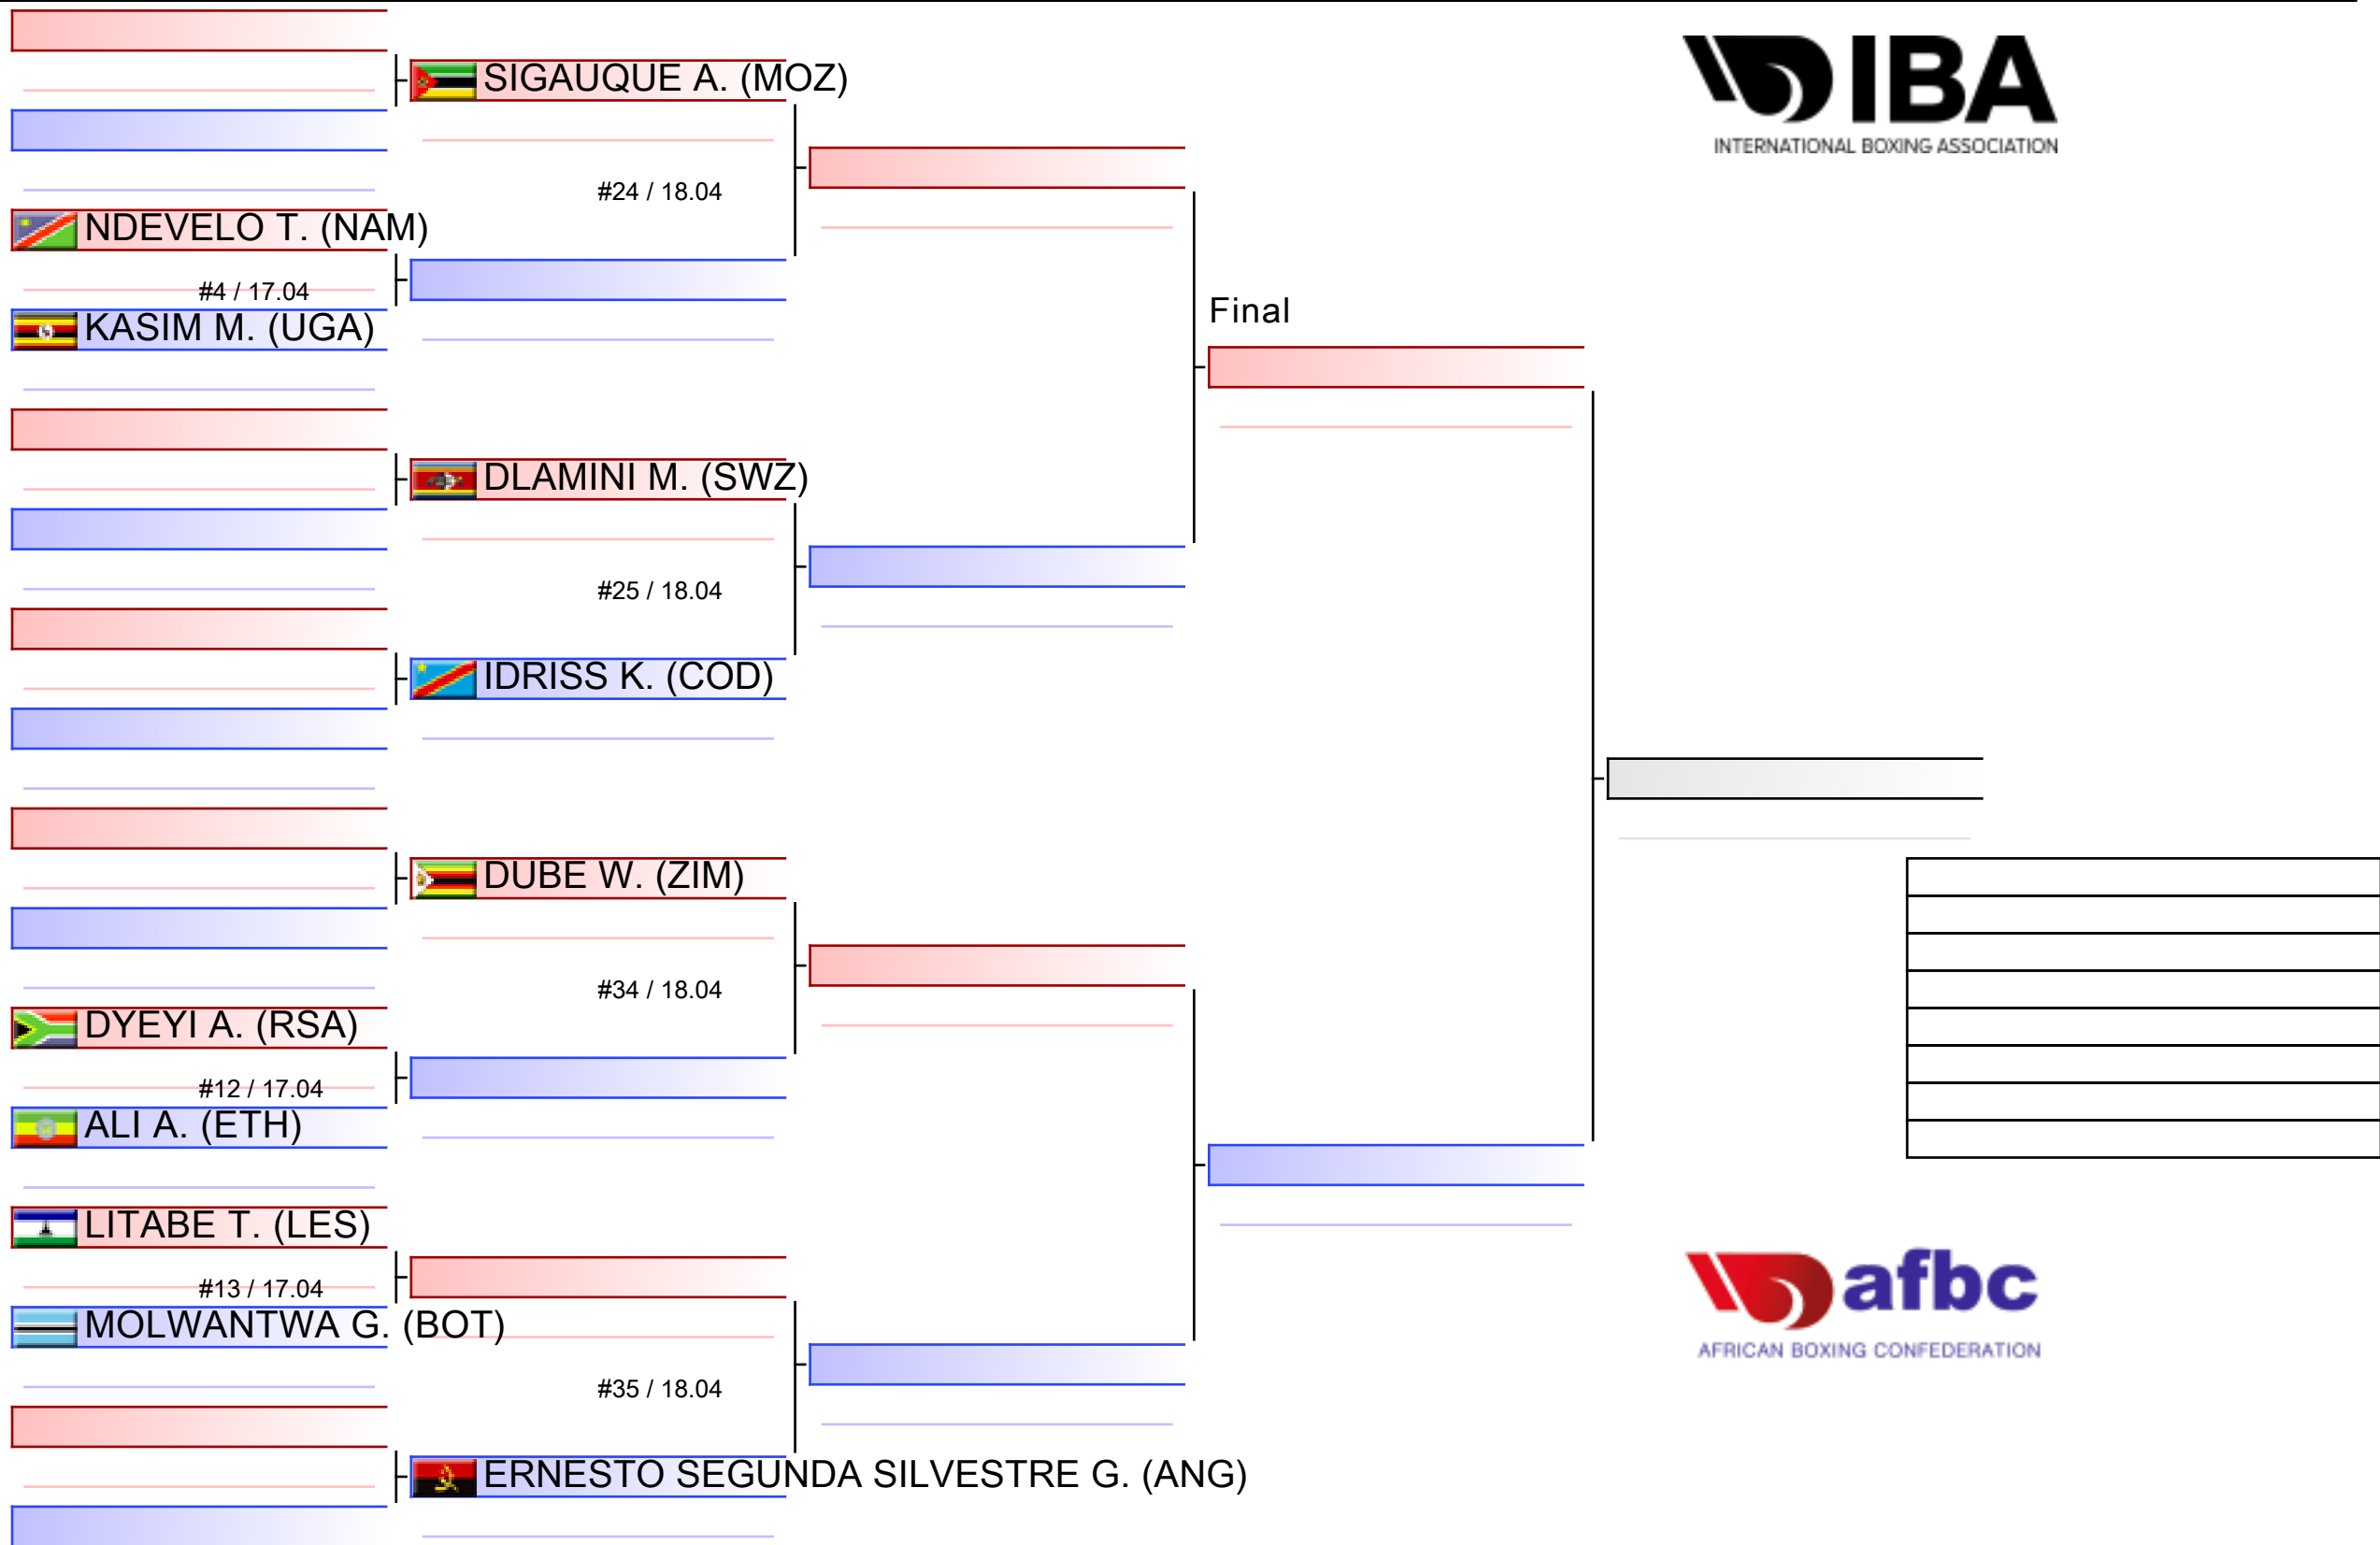 SIGAUQUE A. (MOZ)
IBA
INTERNATIONAL BOXING ASSOCIATION
#24 / 18.04
NDEVELO T. (NAM)
#4 / 17.04
KASIM M. (UGA)
Final
DLAMINI M. (SWZ)
#25 / 18.04
IDRISS K. (COD)
DUBE W. (ZIM)
#34 / 18.04
DYEYI A. (RSA)
#12 / 17.04
ALI A. (ETH)
LITABE T. (LES)
#13 / 17.04
MOLWANTWA G. (BOT)
afbc
AFRICAN BOXING CONFEDERATION
#35 / 18.04
ERNESTO SEGUNDA SILVESTRE G. (ANG)